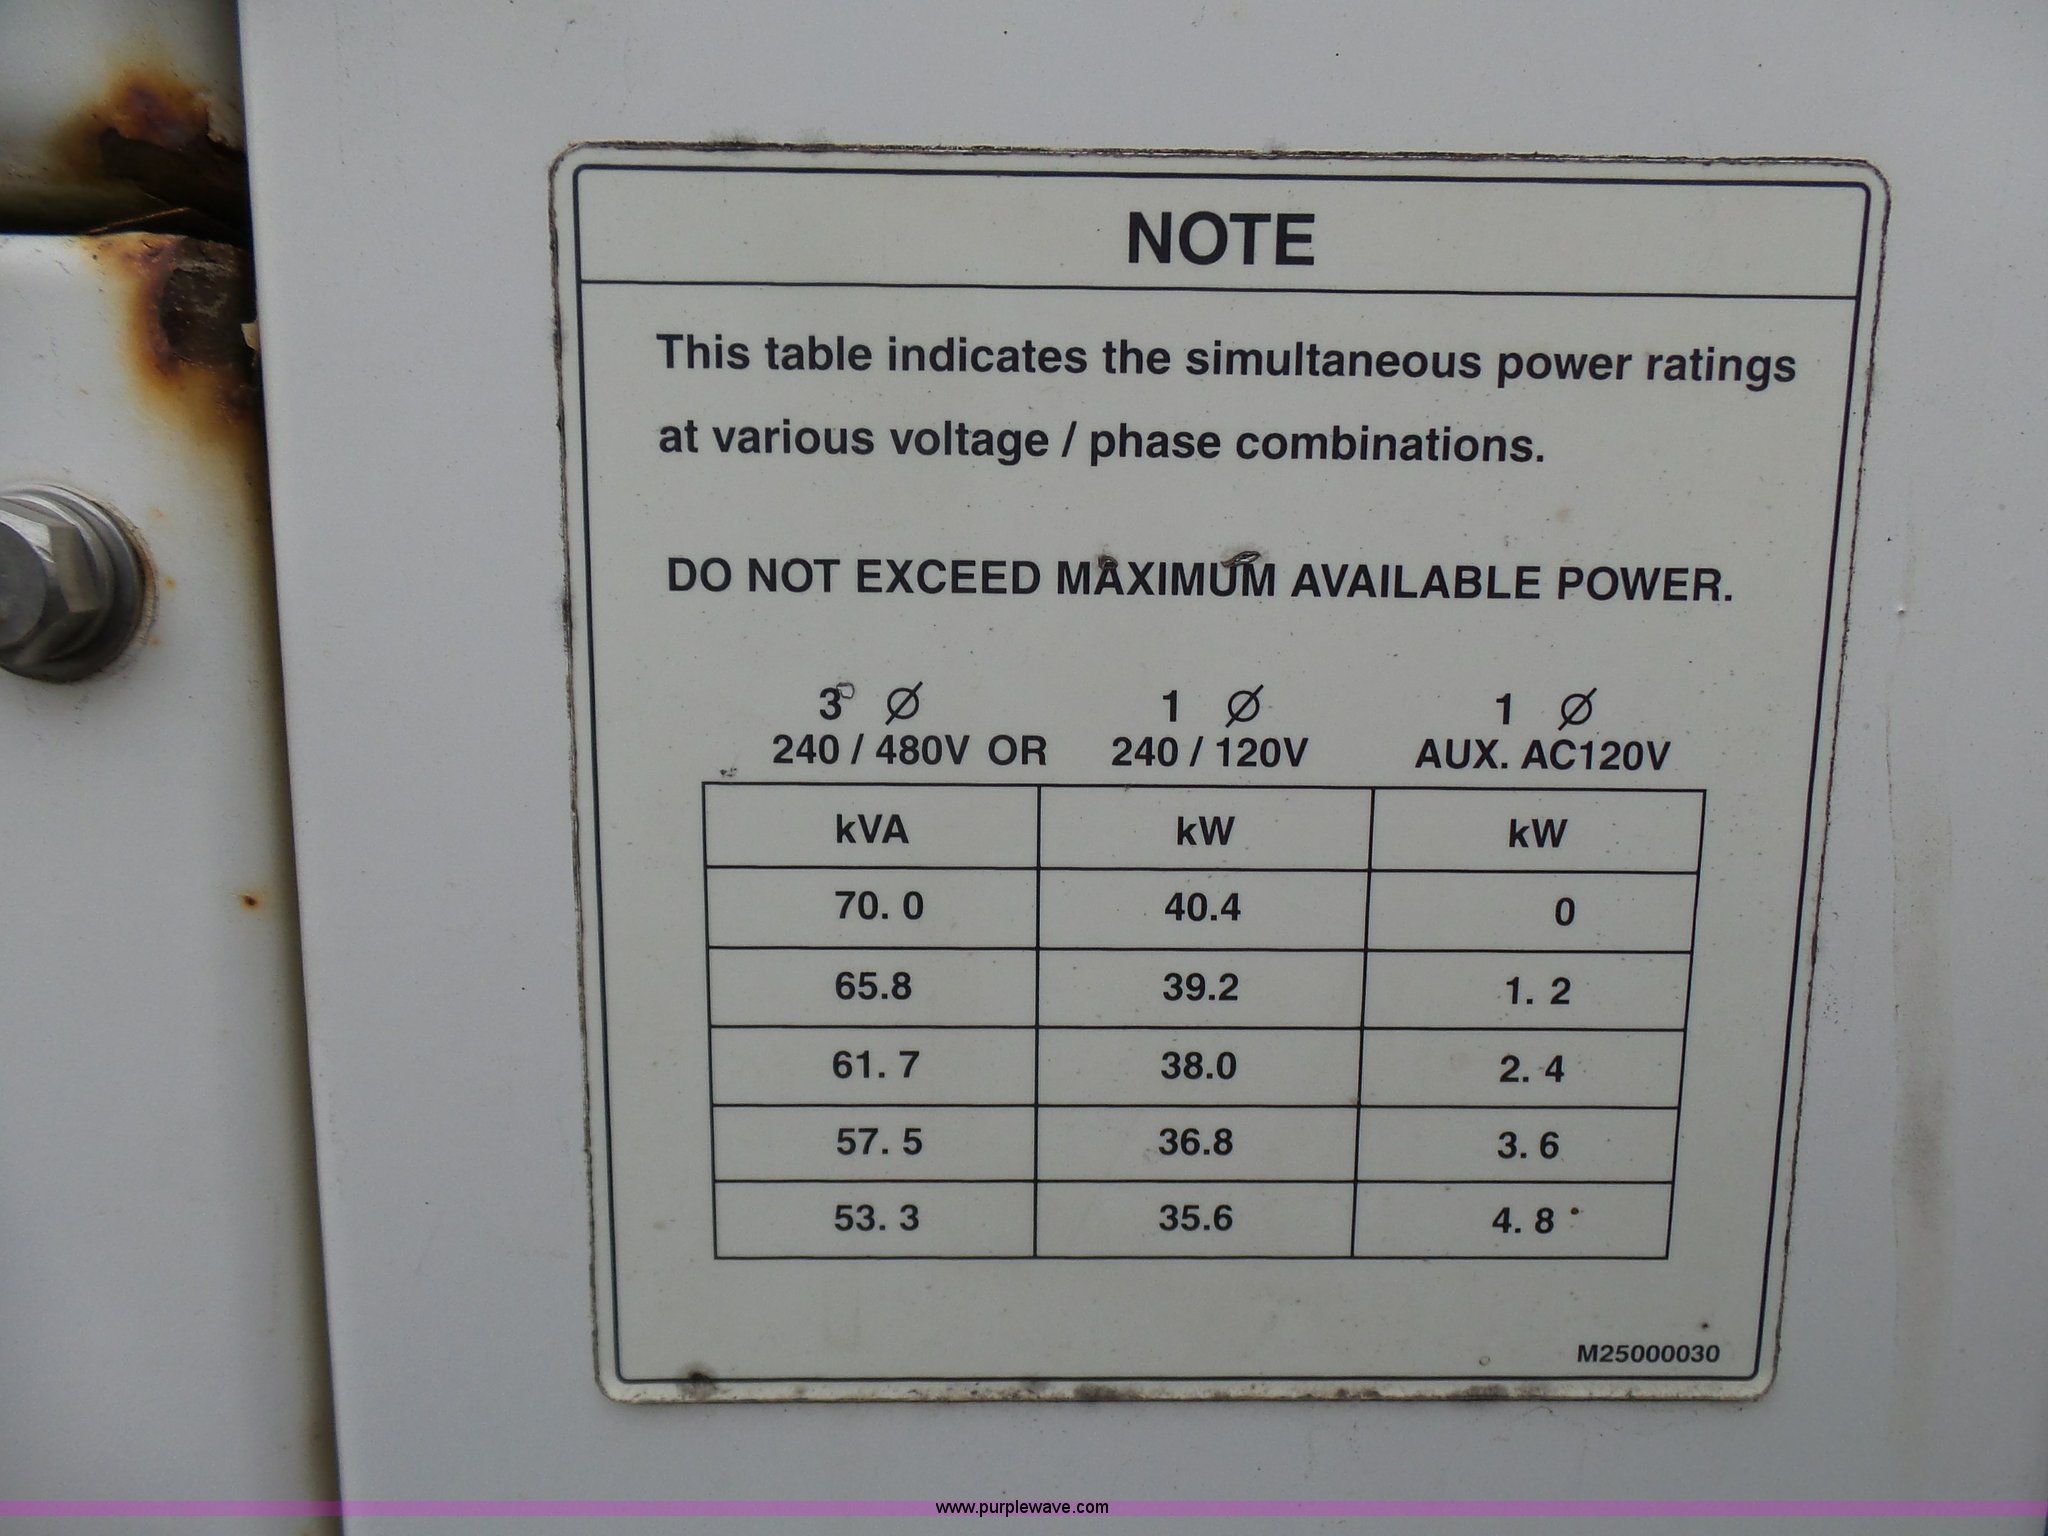 NOTE
This table indicates the simultaneous power ratings
at various voltage / phase combinations.
DO NOT EXCEED MAXIMUM AVAILABLE POWER.
3 Ø 1 Ø 1 Ø
240 / 480V OR 240 / 120V AUX. AC120V
kVA kW kW
70. 0 40.4 0
65.8 39.2 1. 2
61. 7 38.0 2. 4
57. 5 36.8 3. 6
53. 3 35.6 4. 8
M25000030
www.purplewave.com